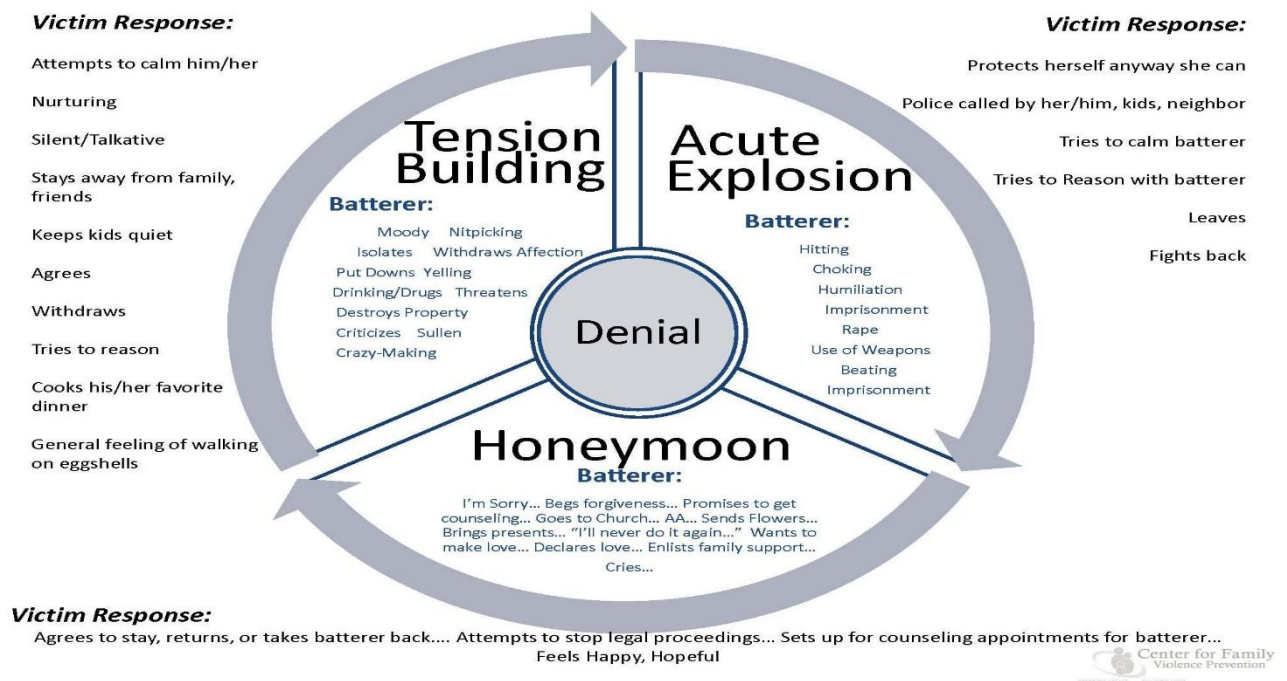 Victim Response:
Attempts to calm him/her
Nurturing
Silent/Talkative
Stays away from family,
friends
Keeps kids quiet
Agrees
Withdraws
Tries to reason
Cooks his/her favorite
dinner
General feeling of walking
on eggshells
Tension
Building
Batterer:
Moody Nitpicking
Isolates Withdraws Affection
Put Downs Yelling
Drinking/Drugs Threatens
Destroys Property
Criticizes Sullen
Crazy-Making
Acute
Explosion
Batterer:
Hitting
Choking
Humiliation
Imprisonment
Rape
Use of Weapons
Beating
Imprisonment
Victim Response:
Protects herself anyway she can
Police called by her/him, kids, neighbor
Tries to calm batterer
Tries to Reason with batterer
Leaves
Fights back
Denial
Honeymoon
Batterer:
I'm Sorry... Begs forgiveness... Promises to get
counseling... Goes to Church... AA... Sends Flowers...
Brings presents... "I'll never do it again..." Wants to
make love... Declares love... Enlists family support...
Cries...
Victim Response:
Agrees to stay, returns, or takes batterer back.... Attempts to stop legal proceedings... Sets up for counseling appointments for batterer...
Feels Happy, Hopeful
Center for Family
Violence Prevention